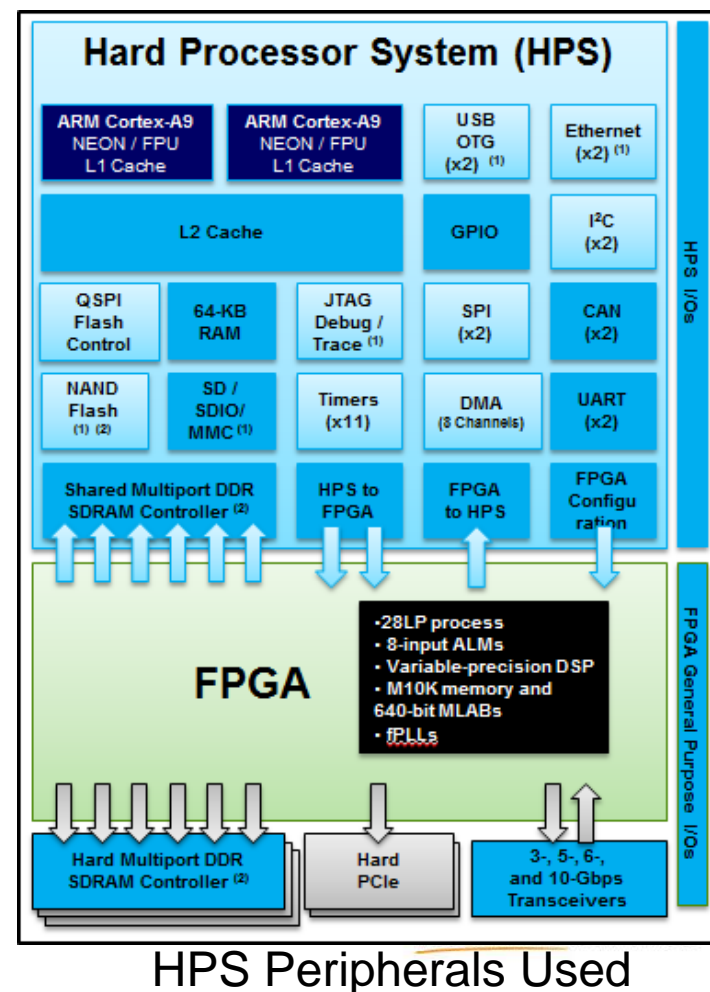 Hard Processor System (HPS)
ARM Cortex-A9
NEON / FPU
L1 Cache
ARM Cortex-A9
NEON / FPU
L1 Cache
USB
OTG
(x2) (1)
Ethernet
(x2) (1)
L2 Cache
GPIO
I²C
(x2)
QSPI
Flash
Control
64-KB
RAM
JTAG
Debug /
Trace (1)
SPI
(x2)
CAN
(x2)
NAND
Flash
(1) (2)
SD /
SDIO/
MMC (1)
Timers
(x11)
DMA
(8 Channels)
UART
(x2)
Shared Multiport DDR
SDRAM Controller (2)
HPS to
FPGA
FPGA
to HPS
FPGA
Configu
ration
HPS I/Os
FPGA
•28LP process
• 8-input ALMs
• Variable-precision DSP
• M10K memory and
640-bit MLABs
• fPLLs
FPGA General Purpose I/Os
Hard Multiport DDR
SDRAM Controller (2)
Hard
PCIe
3-, 5-, 6-,
and 10-Gbps
Transceivers
HPS Peripherals Used